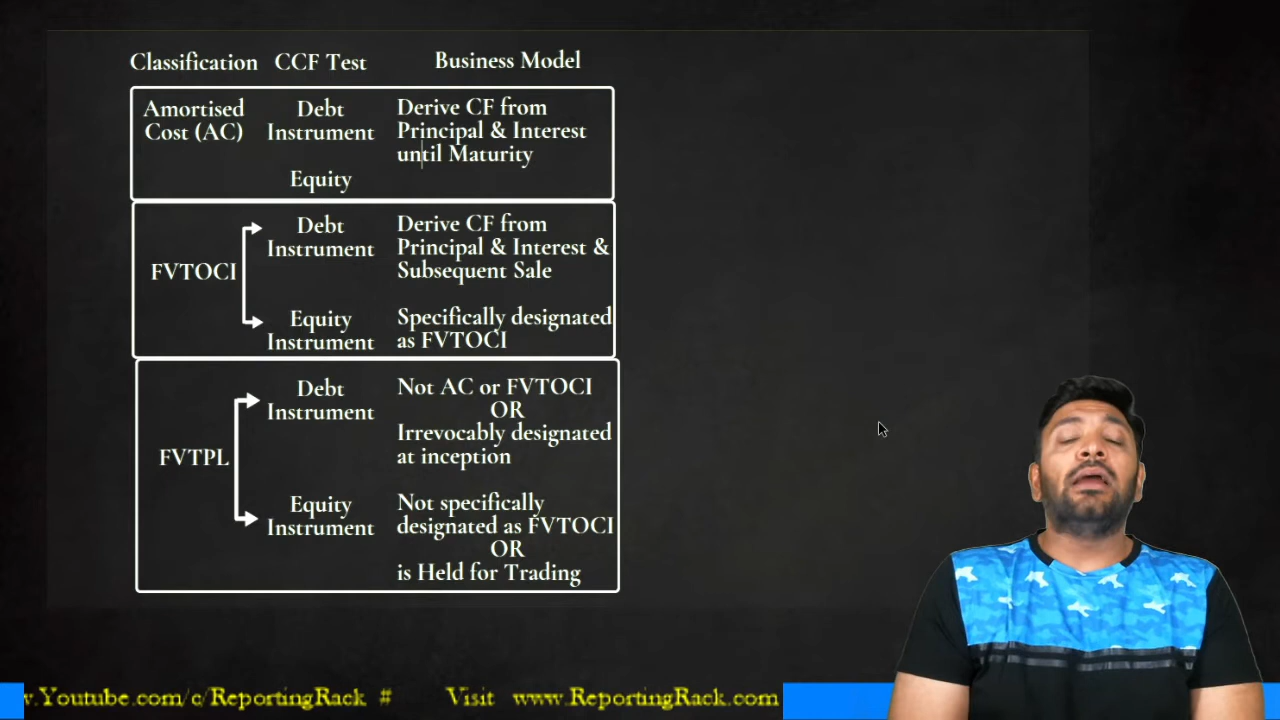 Classification CCF Test Business Model
Amortised Cost (AC)
Debt Instrument
Derive CF from
Principal & Interest
until Maturity
Equity
FVTOCI
Debt Instrument
Derive CF from
Principal & Interest &
Subsequent Sale
Equity Instrument
Specifically designated
as FVTOCI
FVTPL
Debt Instrument
Not AC or FVTOCI
OR
Irrevocably designated
at inception
Equity Instrument
Not specifically
designated as FVTOCI
OR
is Held for Trading
.Youtube.com/c/ReportingRack # Visit www.ReportingRack.com